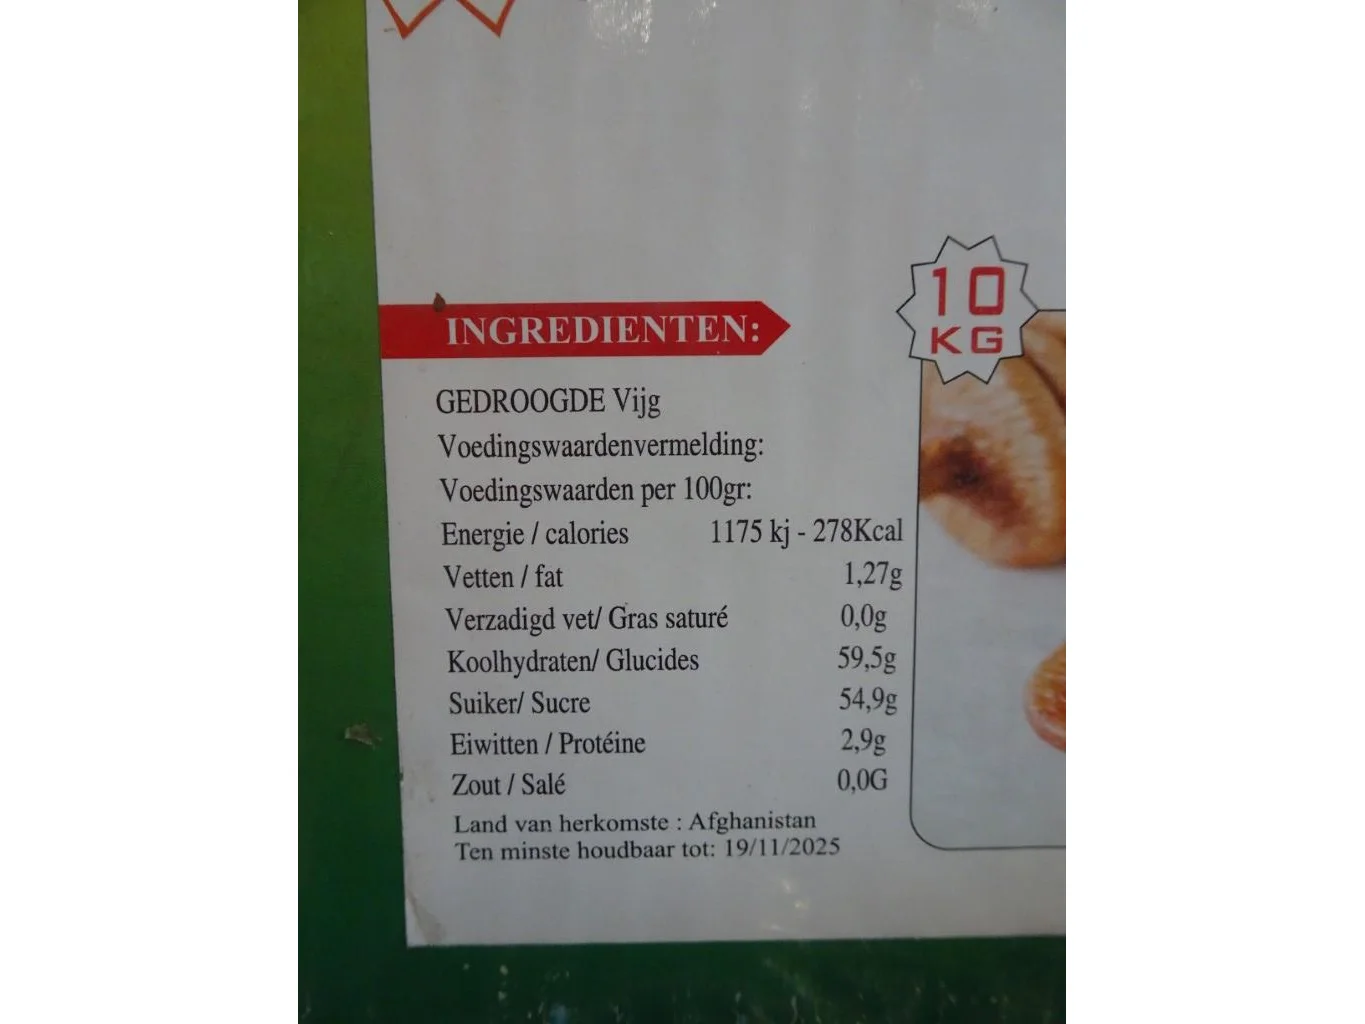 10
KG
INGREDIENTEN:
GEDROOGDE Vijg
Voedingswaardenvermelding:
Voedingswaarden per 100gr:
Energie / calories 1175 kj - 278Kcal
Vetten / fat 1,27g
Verzadigd vet/ Gras saturé 0,0g
Koolhydraten/ Glucides 59,5g
Suiker/ Sucre 54,9g
Eiwitten / Protéine 2,9g
Zout / Salé 0,0G
Land van herkomste : Afghanistan
Ten minste houdbaar tot: 19/11/2025